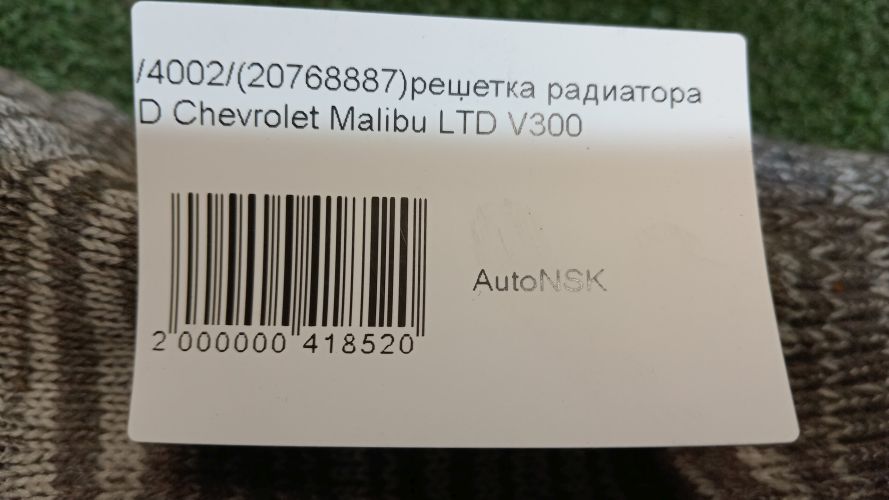 /4002/(20768887)решетка радиатора
D Chevrolet Malibu LTD V300
AutoNSK
2 000000 418520